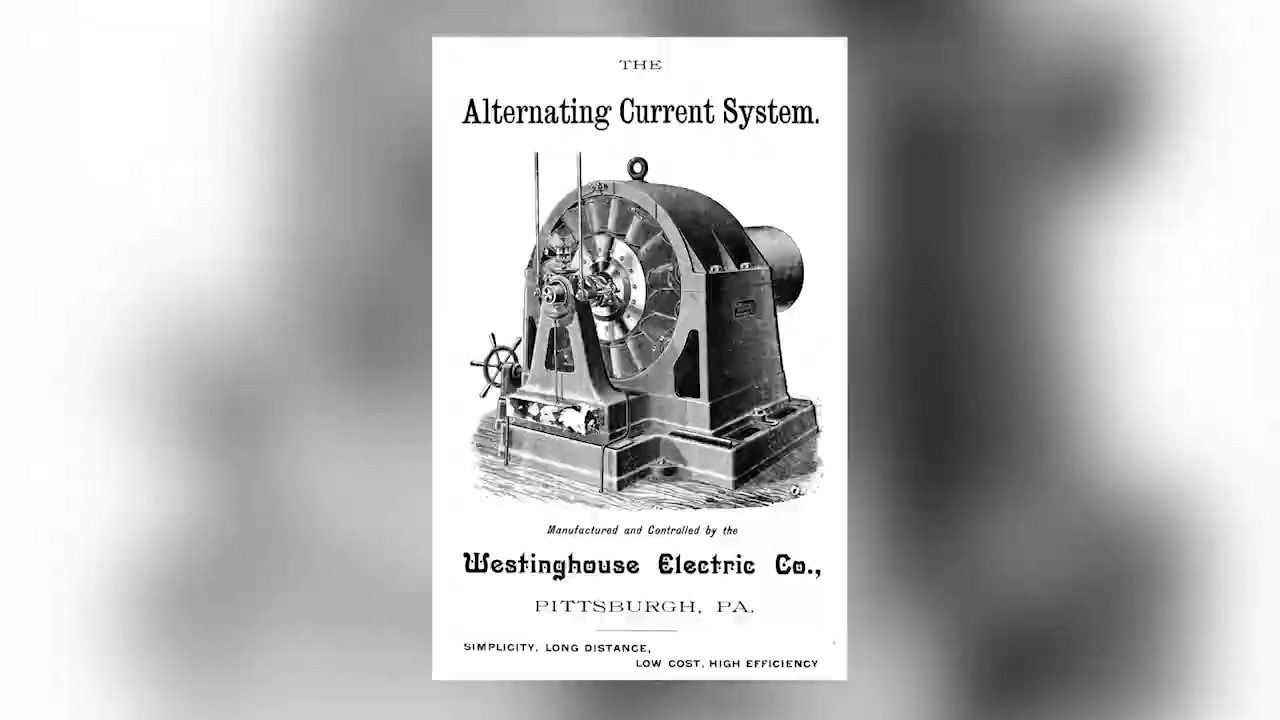 THE
Alternating Current System.
Manufactured and Controlled by the
Westinghouse Electric Co.,
PITTSBURGH, PA.
SIMPLICITY, LONG DISTANCE,
LOW COST, HIGH EFFICIENCY